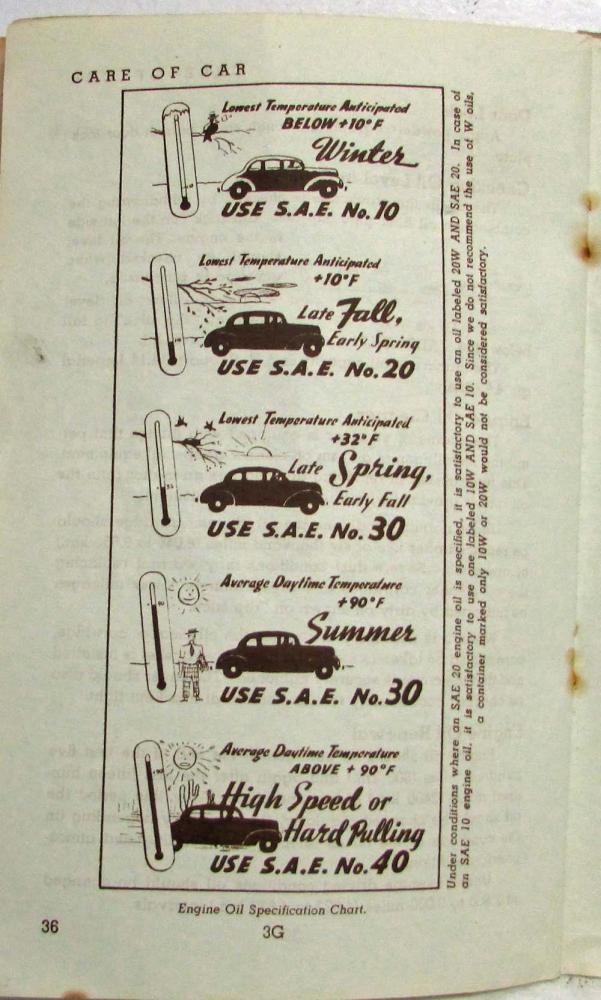 CARE OF CAR
Lowest Temperature Anticipated
BELOW +10°F
Winter
USE S.A.E. No. 10
Lowest Temperature Anticipated
+10°F
Late Fall,
Early Spring
USE S.A.E. No. 20
Lowest Temperature Anticipated
+32°F
Late Spring,
Early Fall
USE S.A.E. No. 30
Average Daytime Temperature
+90°F
Summer
USE S.A.E. No. 30
Average Daytime Temperature
ABOVE +90°F
High Speed or
Hard Pulling
USE S.A.E. No. 40
Under conditions where an SAE 20 engine oil is specified, it is satisfactory to use an oil labeled 20W AND SAE 20. In case of
an SAE 10 engine oil, it is satisfactory to use one labeled 10W AND SAE 10. Since we do not recommend the use of W oils,
a container marked only 10W or 20W would not be considered satisfactory.
Engine Oil Specification Chart.
36
3G